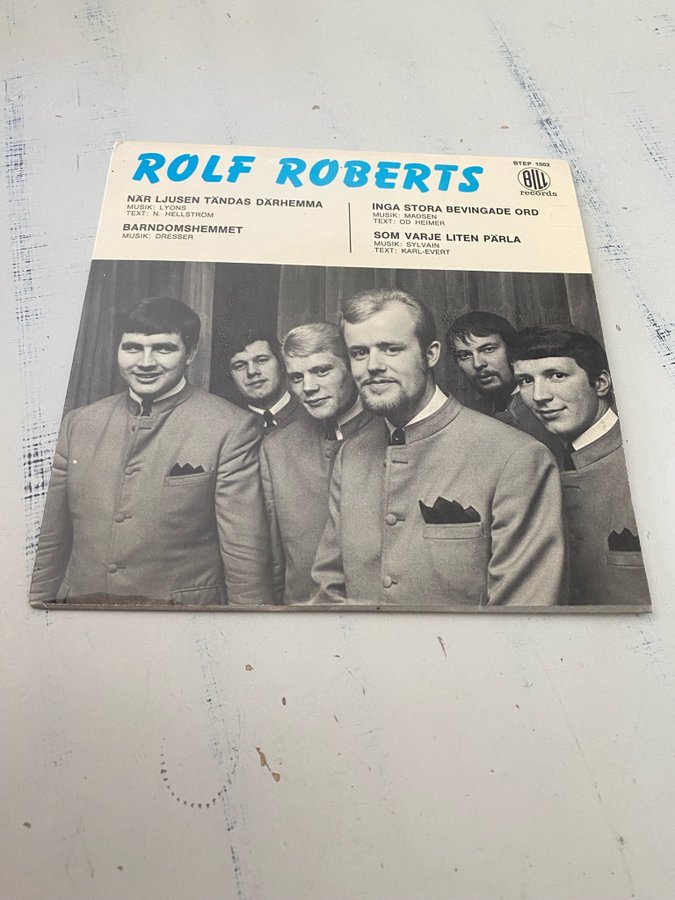 ROLF ROBERTS
BTEP 1002
BILL
records
NÄR LJUSEN TÄNDAS DÄRHEMMA
MUSIK: LYONS
TEXT: N. HELLSTRÖM
BARNDOMSHEMMET
MUSIK: DRESSER
INGA STORA BEVINGADE ORD
MUSIK: MADSEN
TEXT: OD HEIMER
SOM VARJE LITEN PÄRLA
MUSIK: SYLVAIN
TEXT: KARL-EVERT